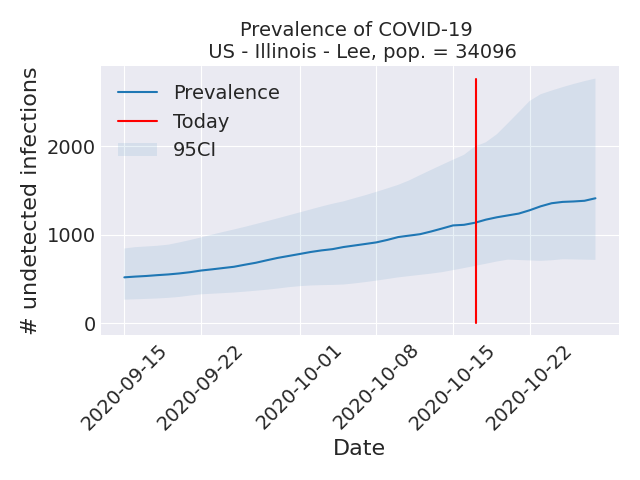 Prevalence of COVID-19
US - Illinois - Lee, pop. = 34096
Prevalence
Today
95CI
# undetected infections
2000
1000
0
2020-09-15
2020-09-22
2020-10-01
2020-10-08
2020-10-15
2020-10-22
Date